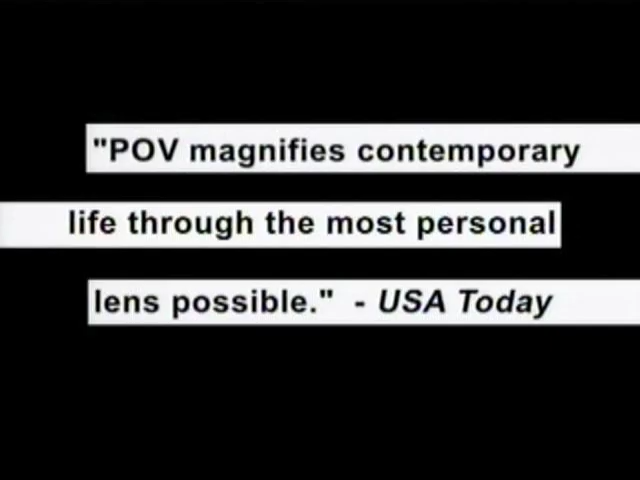 "POV magnifies contemporary
life through the most personal
lens possible." - USA Today